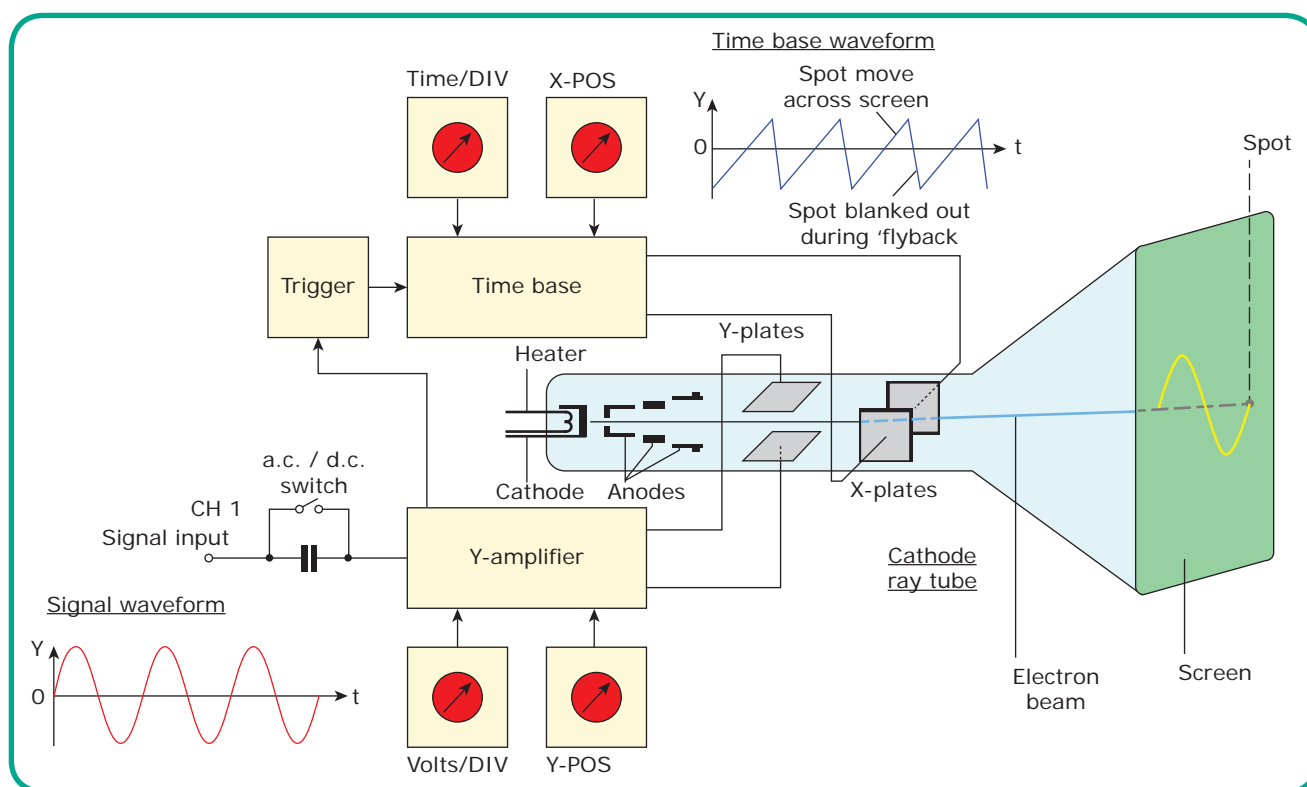 Time base waveform
Time/DIV
X-POS
Spot move
across screen
Y
0
t
Spot blanked out
during ‘flyback
Spot
Trigger
Time base
Y-plates
Heater
Cathode
Anodes
X-plates
a.c. / d.c.
switch
CH 1
Signal input
Y-amplifier
Cathode
ray tube
Signal waveform
Y
0
t
Electron
beam
Screen
Volts/DIV
Y-POS